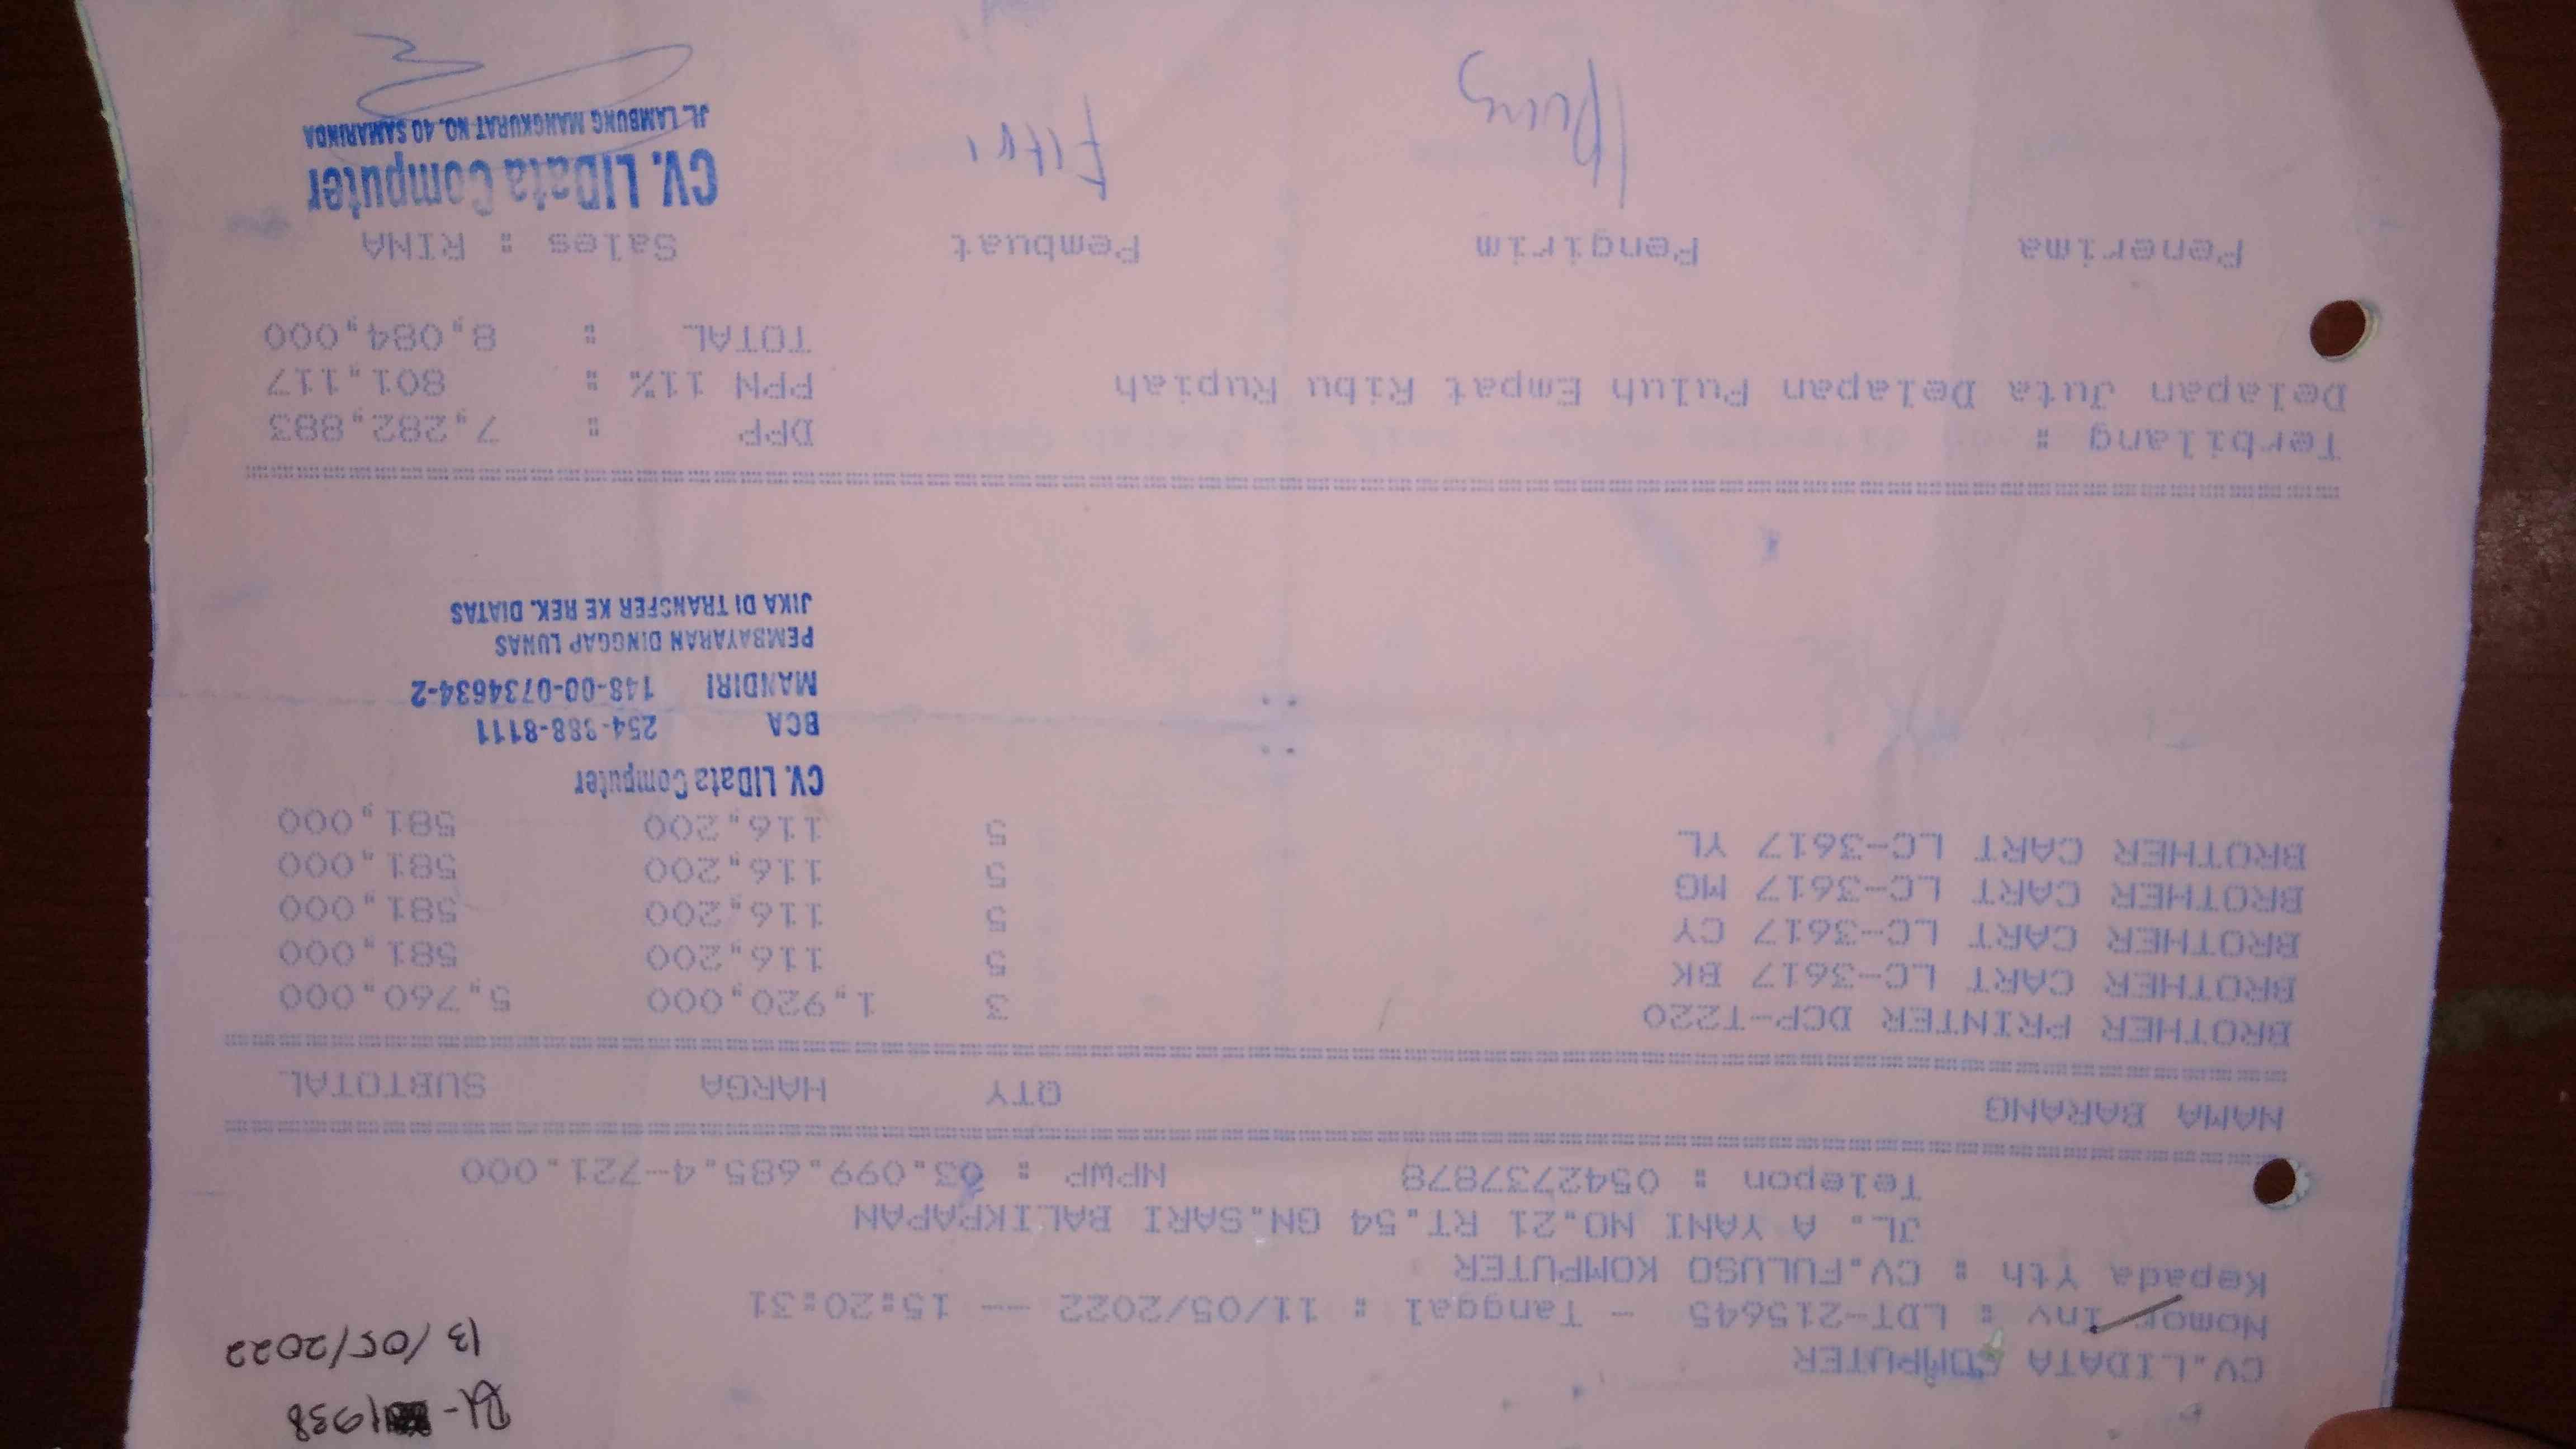 BL-1938
13/05/2022
CV.LIDATA COMPUTER
Nomor Inv : LDT-215645 - Tanggal : 11/05/2022 -- 15:20:31
Kepada Yth : CV.FULUSO KOMPUTER
JL. A YANI NO.21 RT.54 GN.SARI BALIKPAPAN
Telepon : 0542737878 NPWP : 03.099.685.4-721.000
NAMA BARANG QTY HARGA SUBTOTAL
BROTHER PRINTER DCP-T220 3 1,920,000 5,760,000
BROTHER CART LC-3617 BK 5 116,200 581,000
BROTHER CART LC-3617 CY 5 116,200 581,000
BROTHER CART LC-3617 MG 5 116,200 581,000
BROTHER CART LC-3617 YL 5 116,200 581,000
CV. LIData Computer
BCA 254-388-8111
MANDIRI 148-00-0734634-2
PEMBAYARAN DINGGAP LUNAS
JIKA DI TRANSFER KE REK. DIATAS
Terbilang : DPP : 7,282,883
Delapan Juta Delapan Puluh Empat Ribu Rupiah PPN 11% : 801,117
TOTAL : 8,084,000
Penerima Pengirim Pembuat Sales : RINA
Fitri
CV. LIData Computer
JL. LAMBUNG MANGKURAT NO. 40 SAMARINDA